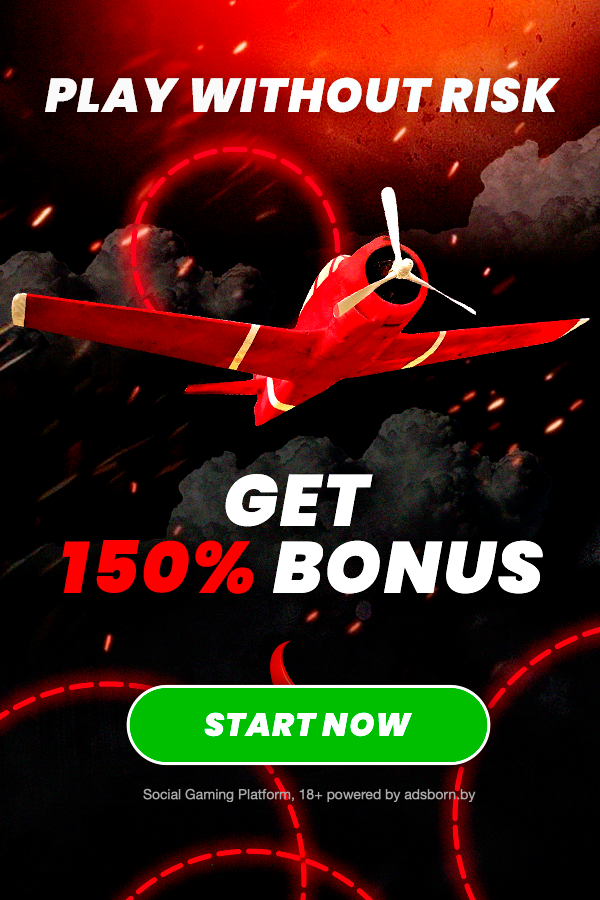 PLAY WITHOUT RISK
GET
150% BONUS
START NOW
Social Gaming Platform, 18+ powered by adsborn.by